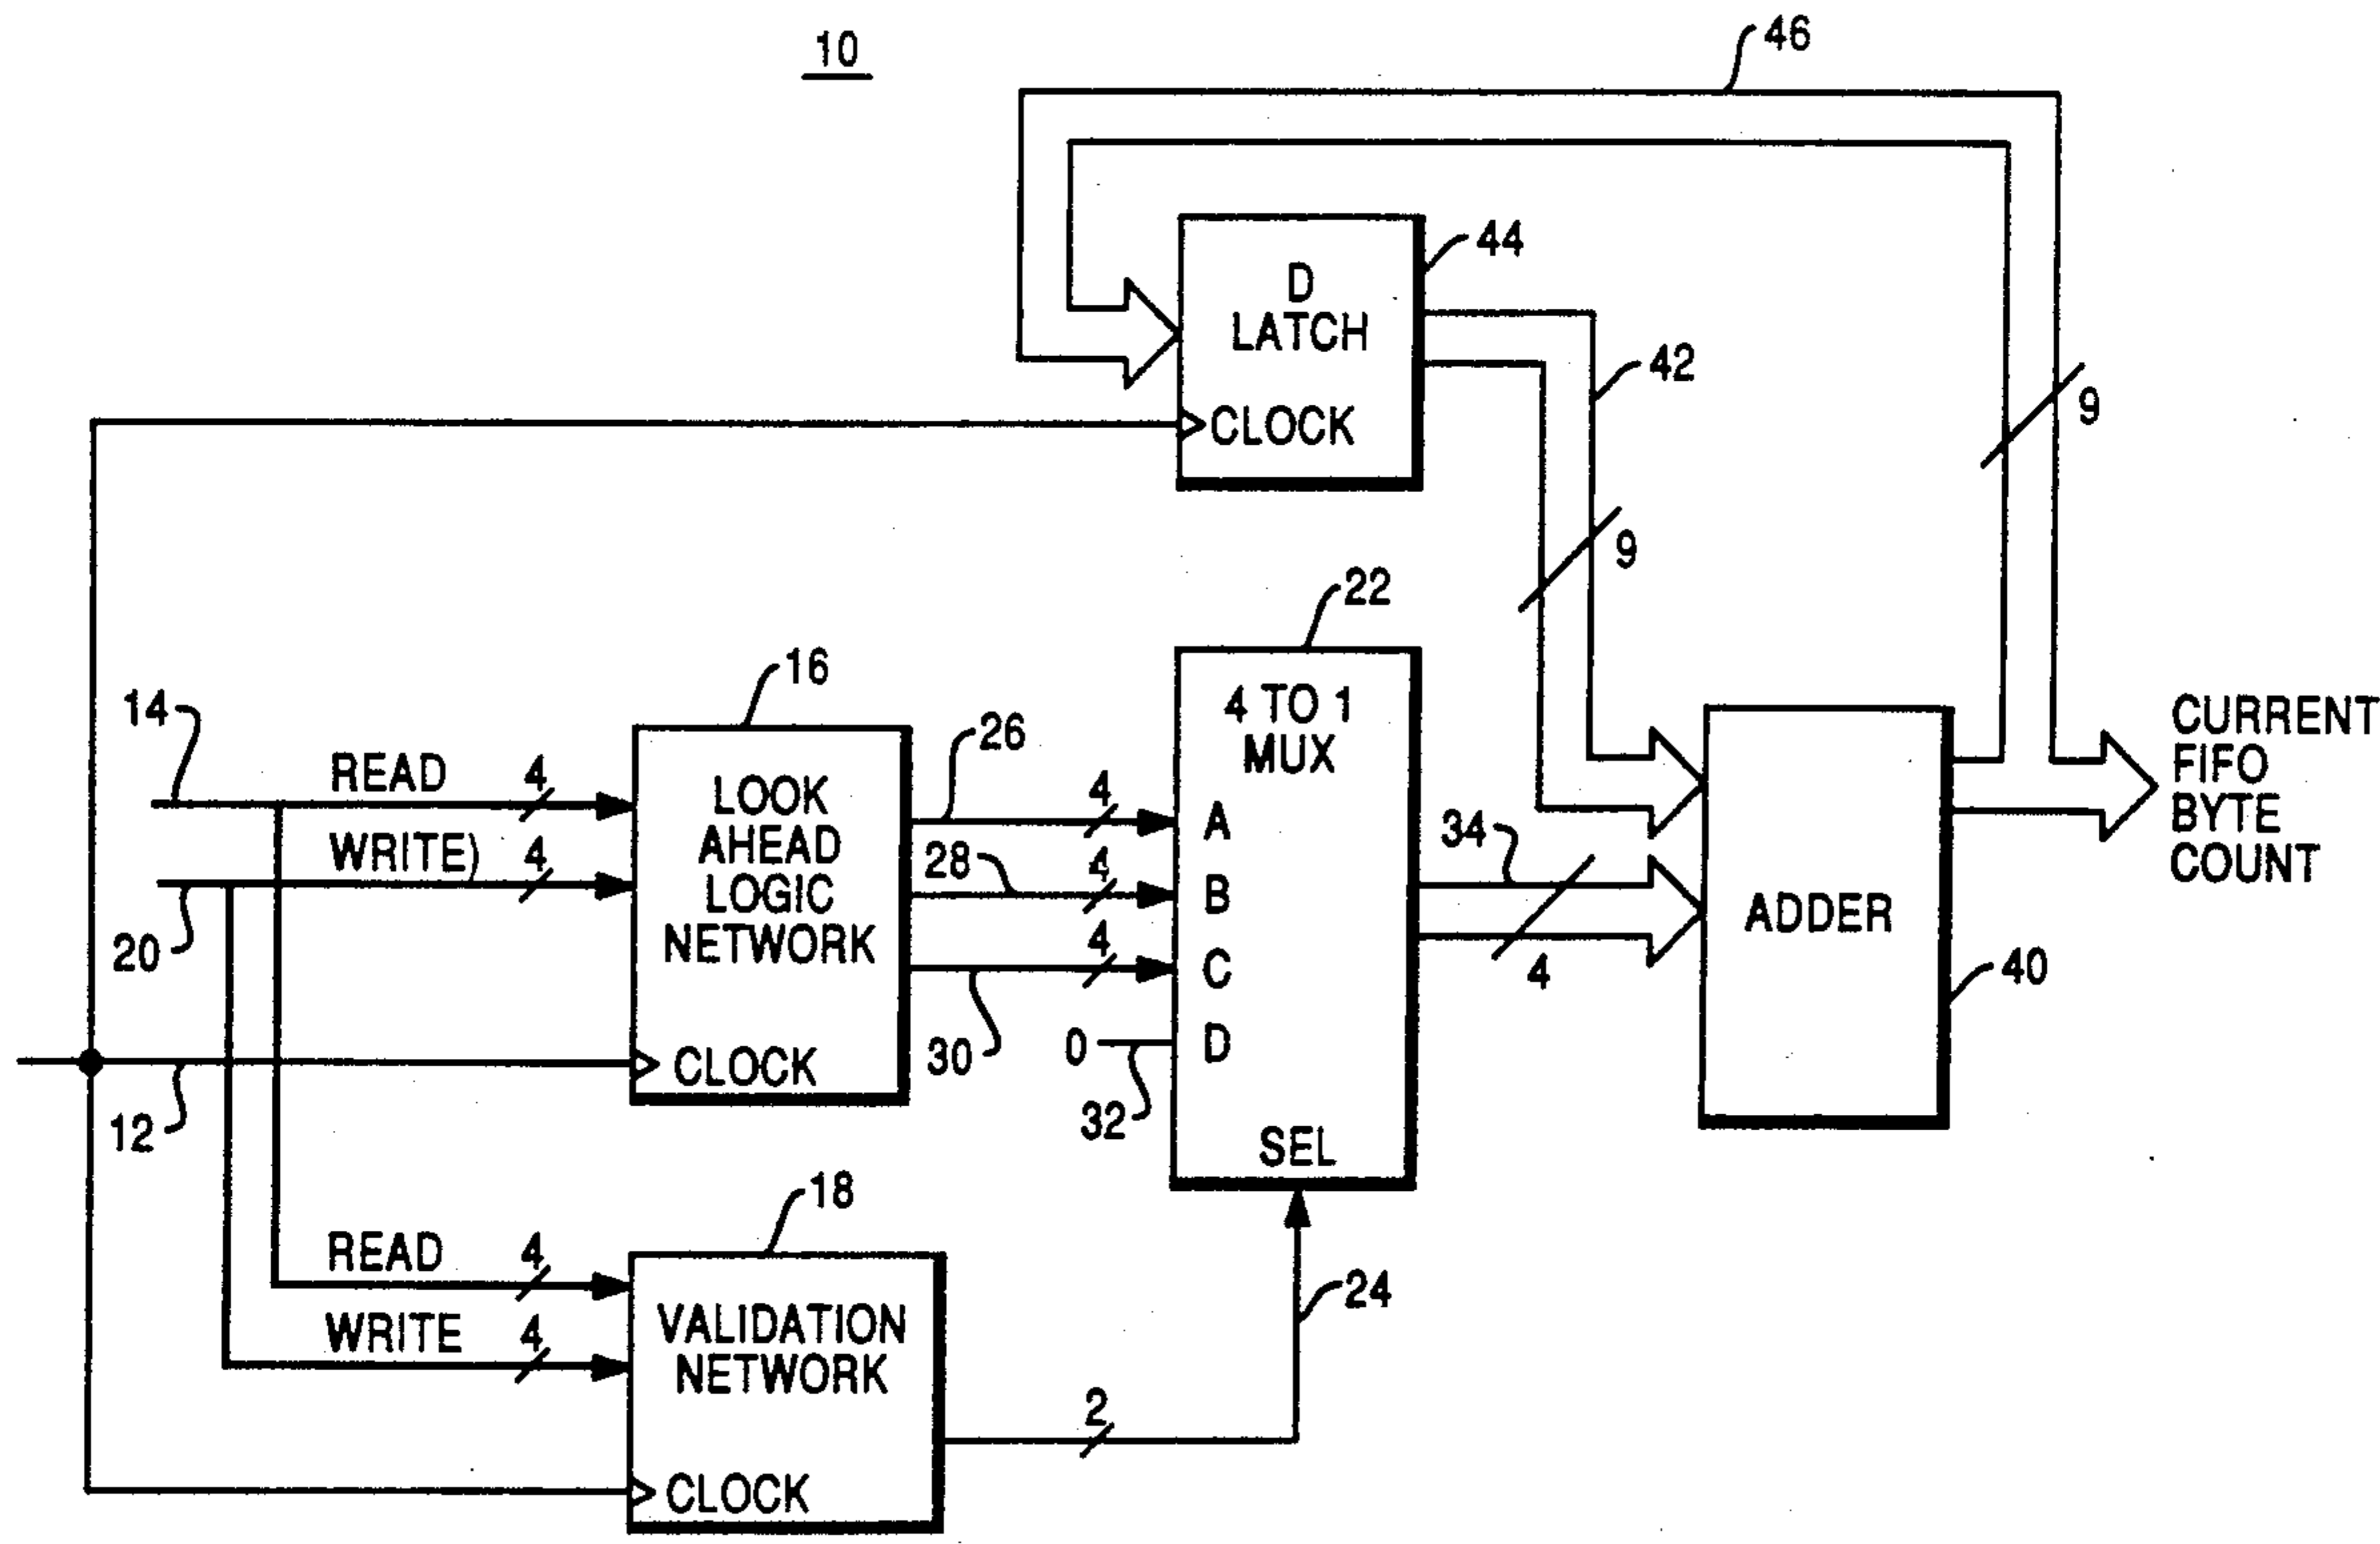 10
46
44
D
LATCH
CLOCK
42
9
9
22
4 TO 1
MUX
A
B
C
D
SEL
16
LOOK
AHEAD
LOGIC
NETWORK
CLOCK
14
READ
4
WRITE)
4
20
12
26
4
28
4
4
30
0
32
34
4
ADDER
40
CURRENT
FIFO
BYTE
COUNT
18
READ
4
WRITE
4
VALIDATION
NETWORK
CLOCK
2
24